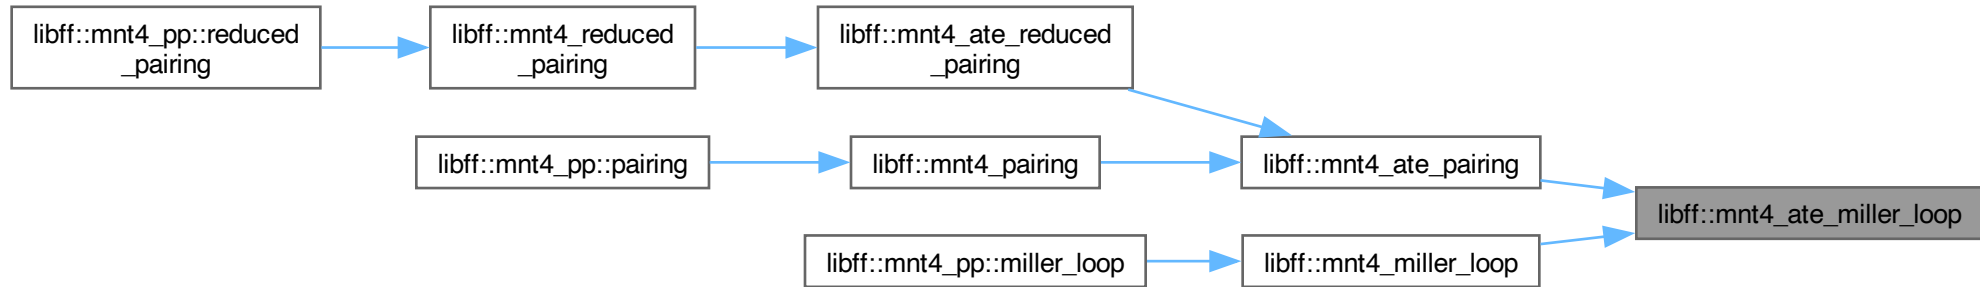 libff::mnt4_pp::reduced
_pairing
libff::mnt4_reduced
_pairing
libff::mnt4_ate_reduced
_pairing
libff::mnt4_pp::pairing
libff::mnt4_pairing
libff::mnt4_ate_pairing
libff::mnt4_ate_miller_loop
libff::mnt4_pp::miller_loop
libff::mnt4_miller_loop